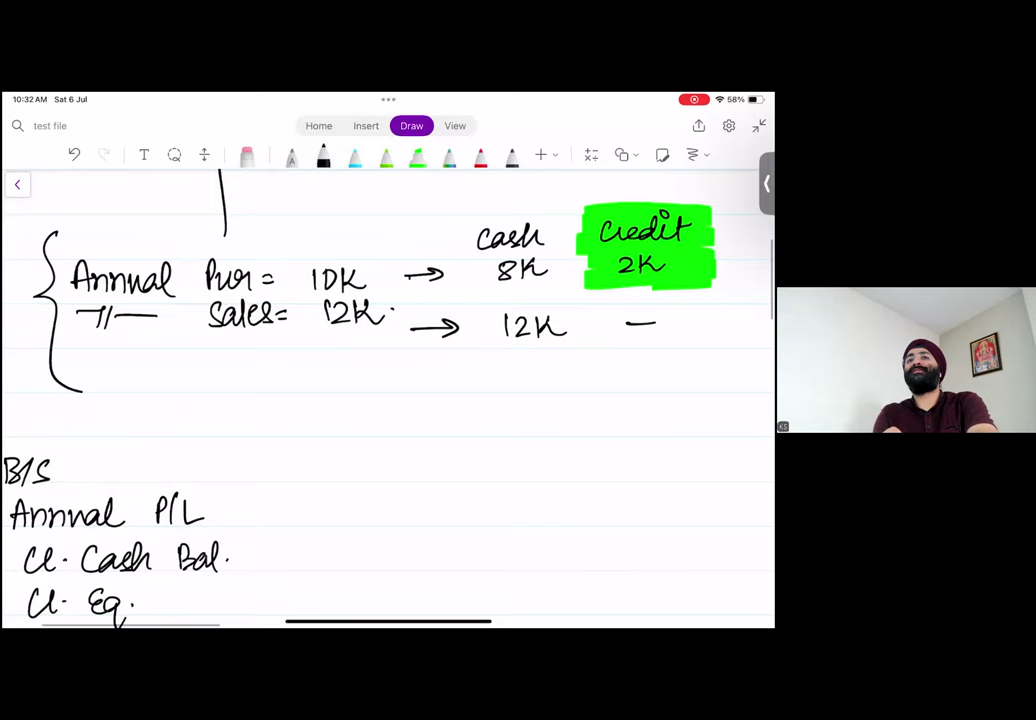 10:32 AM Sat 6 Jul
58%
test file
Home Insert Draw View
Cash Credit
Annual Pur = 10K → 8K 2K
—//— Sales = 12K. → 12K —
B/S
Annual P/L
Cl. Cash Bal.
Cl. Eq.
KS